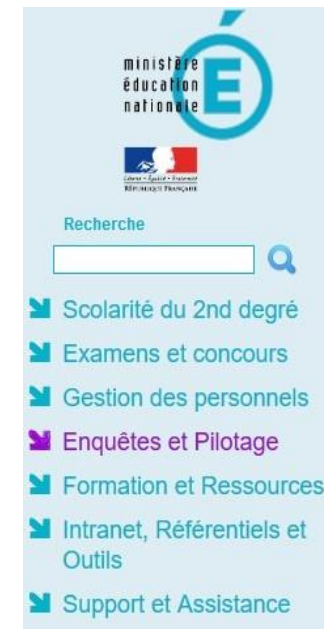 ministère
éducation
nationale
É
Liberté • Égalité • Fraternité
RÉPUBLIQUE FRANÇAISE
Recherche
Scolarité du 2nd degré
Examens et concours
Gestion des personnels
Enquêtes et Pilotage
Formation et Ressources
Intranet, Référentiels et
Outils
Support et Assistance